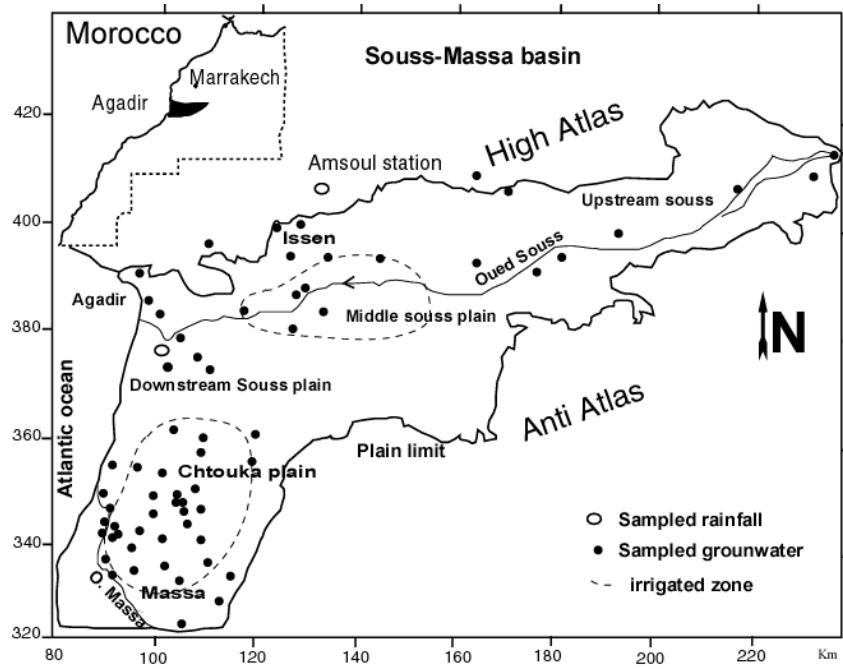 Morocco
Souss-Massa basin
Marrakech
Agadir
420
High Atlas
Amsoul station
Upstream souss
400
Issen
Oued Souss
Agadir
Middle souss plain
380
N
Downstream Souss plain
Anti Atlas
Atlantic ocean
360
Plain limit
Chtouka plain
Sampled rainfall
340
Sampled grounwater
Massa
irrigated zone
O. Massa
320
80 100 120 140 160 180 200 220 Km